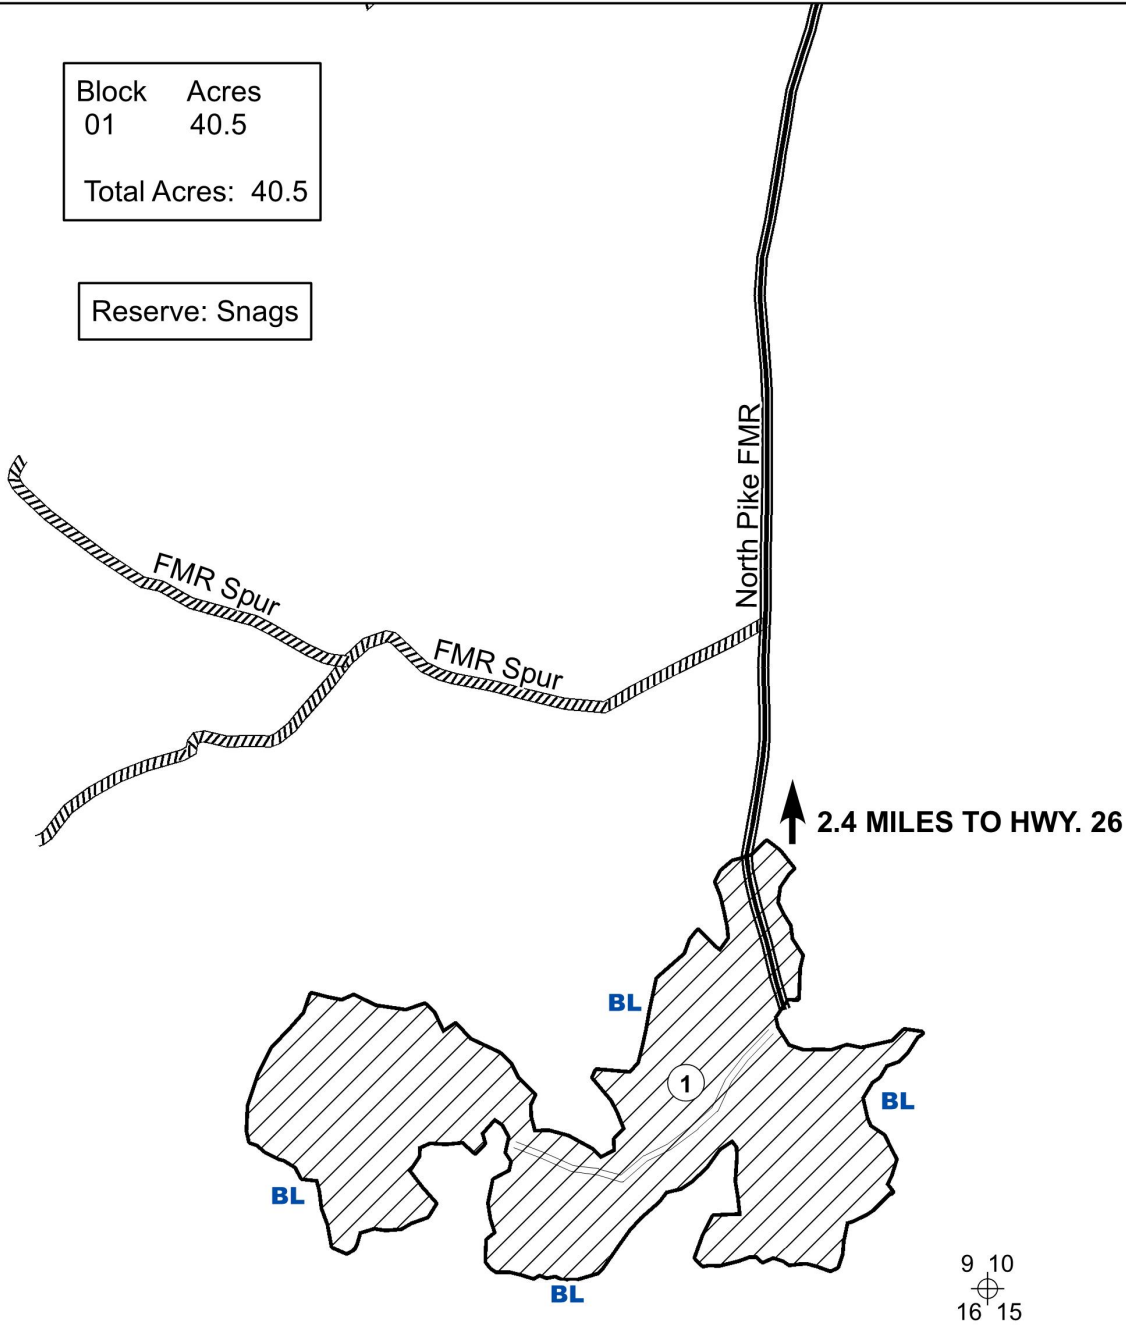 Block Acres
01 40.5
Total Acres: 40.5
Reserve: Snags
North Pike FMR
FMR Spur
FMR Spur
2.4 MILES TO HWY. 26
BL
1
BL
BL
BL
9 10
16 15